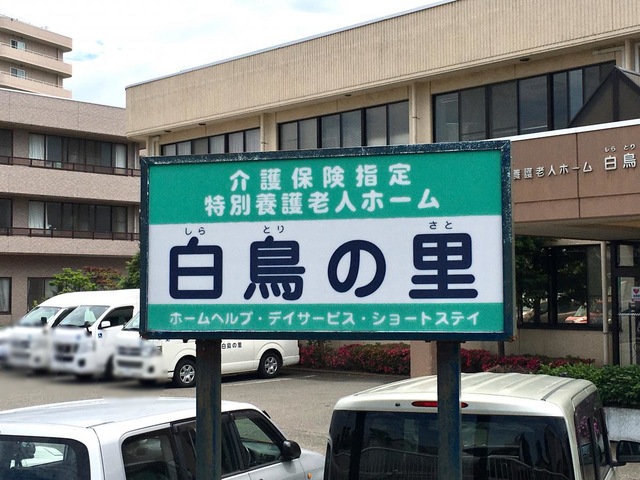 介護保険指定
特別養護老人ホーム
しら とり さと
白鳥の里
ホームヘルプ・デイサービス・ショートステイ
しら とり
養護老人ホーム 白鳥
白鳥の里